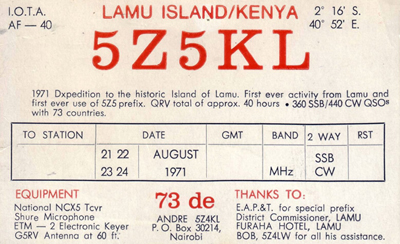 I.O.T.A.
AF — 40
LAMU ISLAND/KENYA
2° 16' S.
40° 52' E.
5Z5KL
1971 Dxpedition to the historic Island of Lamu. First ever activity from Lamu and
first ever use of 5Z5 prefix. QRV total of approx. 40 hours • 360 SSB/440 CW QSOs
with 73 countries.
TO STATION DATE GMT BAND 2 WAY RST
21 22 AUGUST SSB
23 24 1971 MHz CW
EQUIPMENT
National NCX5 Tcvr
Shure Microphone
ETM — 2 Electronic Keyer
G5RV Antenna at 60 ft.
73 de
ANDRE 5Z4KL
P. O. Box 30214,
Nairobi
THANKS TO:
E.A.P.&T. for special prefix
District Commissioner, LAMU
FURAHA HOTEL, LAMU
BOB, 5Z4LW for all his assistance.